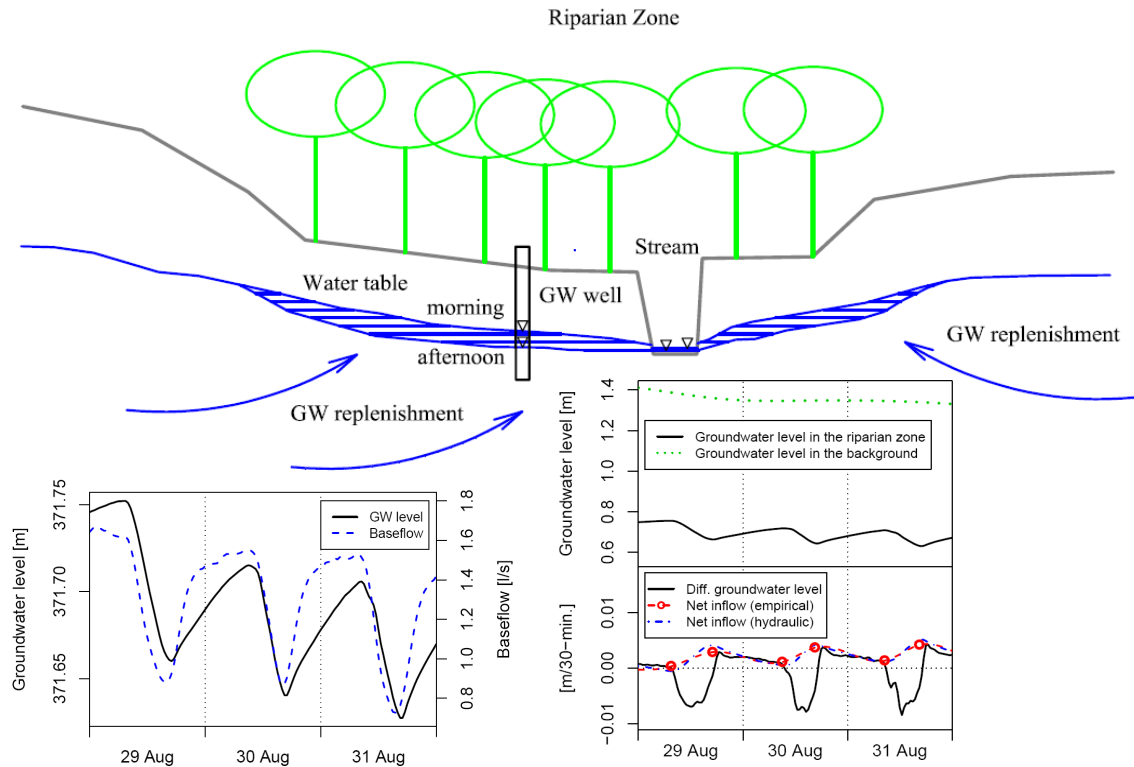 Riparian Zone
Stream
Water table
GW well
morning
afternoon
GW replenishment
GW replenishment
Groundwater level [m]
371.65
371.70
371.75
GW level
Baseflow
0.8
1.0
1.2
1.4
1.6
1.8
Baseflow [l/s]
29 Aug
30 Aug
31 Aug
Groundwater level [m]
0.6
0.8
1.0
1.2
1.4
Groundwater level in the riparian zone
Groundwater level in the background
[m/30-min.]
−0.01
0.00
0.01
Diff. groundwater level
Net inflow (empirical)
Net inflow (hydraulic)
29 Aug
30 Aug
31 Aug